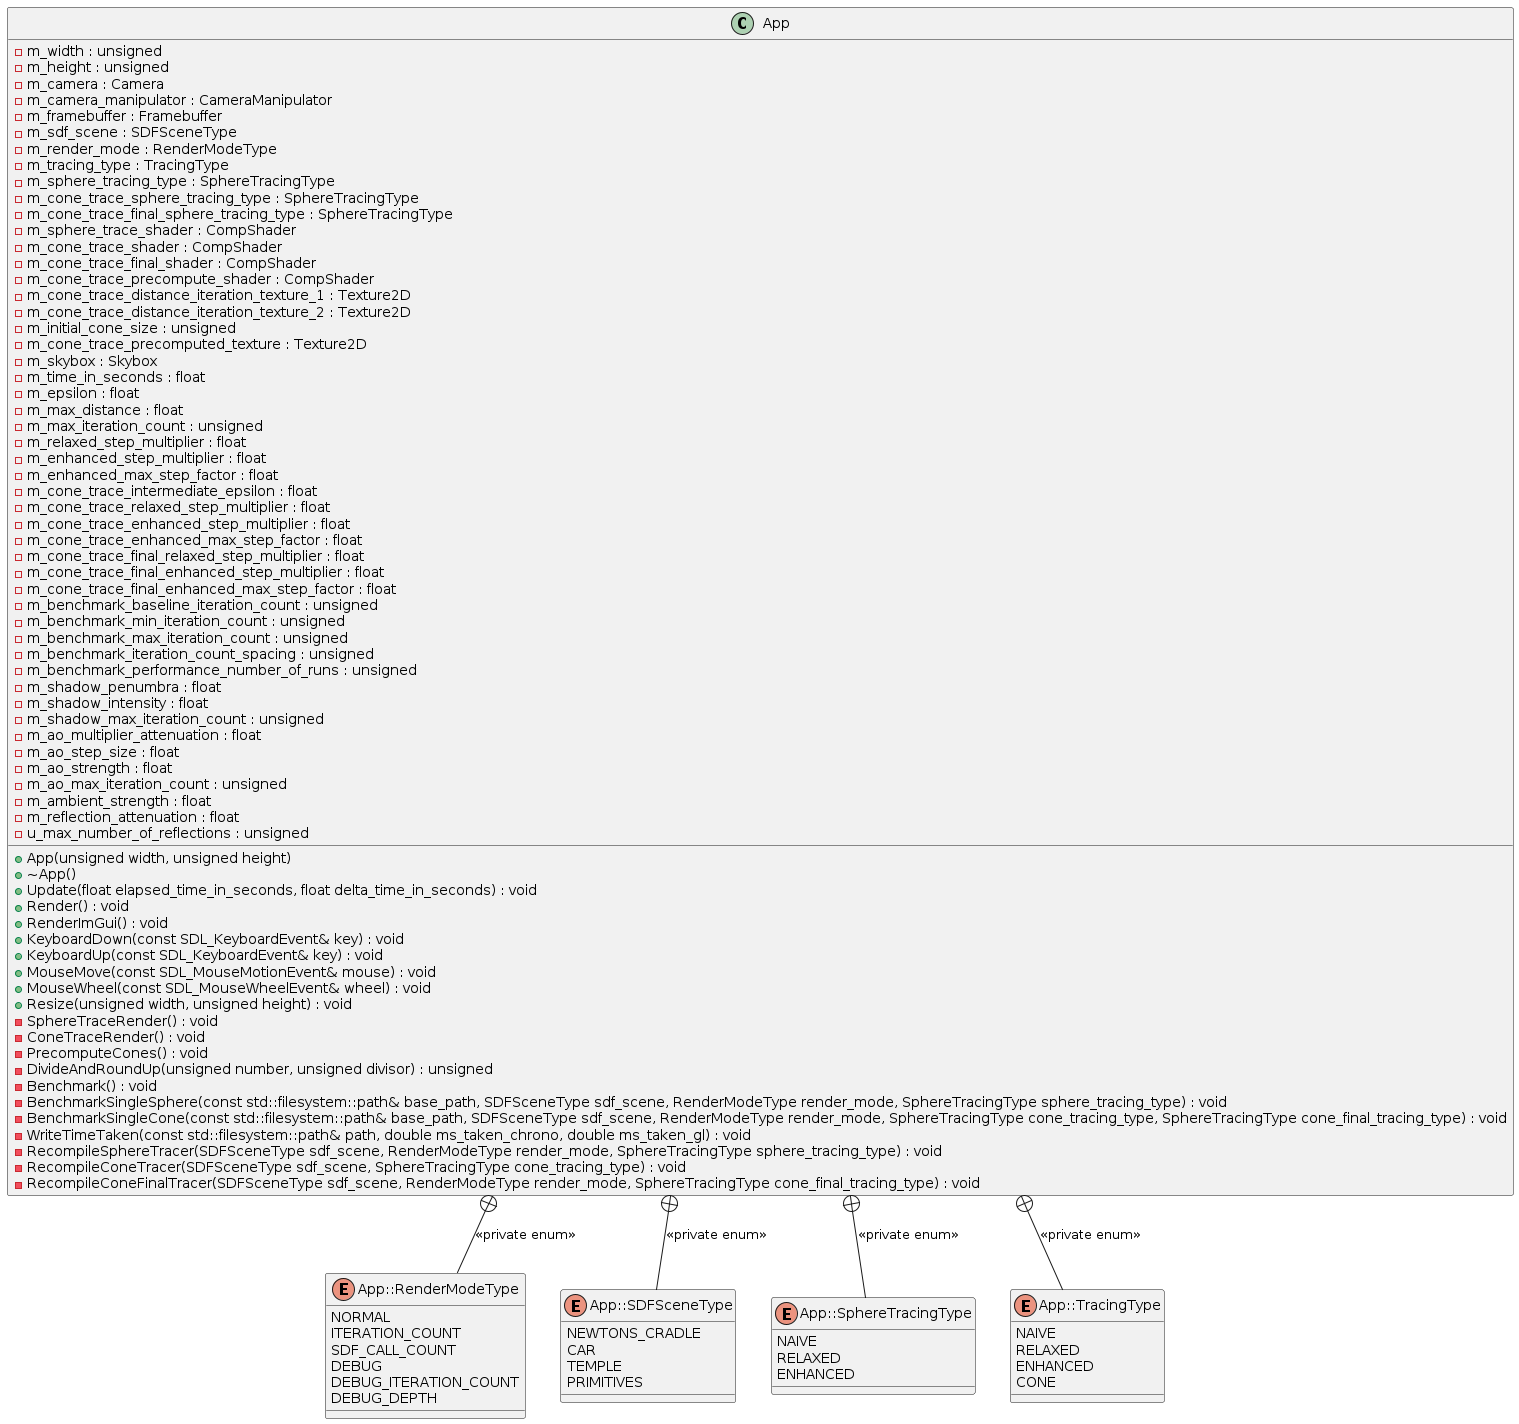 C App
m_width : unsigned
m_height : unsigned
m_camera : Camera
m_camera_manipulator : CameraManipulator
m_framebuffer : Framebuffer
m_sdf_scene : SDFSceneType
m_render_mode : RenderModeType
m_tracing_type : TracingType
m_sphere_tracing_type : SphereTracingType
m_cone_trace_sphere_tracing_type : SphereTracingType
m_cone_trace_final_sphere_tracing_type : SphereTracingType
m_sphere_trace_shader : CompShader
m_cone_trace_shader : CompShader
m_cone_trace_final_shader : CompShader
m_cone_trace_precompute_shader : CompShader
m_cone_trace_distance_iteration_texture_1 : Texture2D
m_cone_trace_distance_iteration_texture_2 : Texture2D
m_initial_cone_size : unsigned
m_cone_trace_precomputed_texture : Texture2D
m_skybox : Skybox
m_time_in_seconds : float
m_epsilon : float
m_max_distance : float
m_max_iteration_count : unsigned
m_relaxed_step_multiplier : float
m_enhanced_step_multiplier : float
m_enhanced_max_step_factor : float
m_cone_trace_intermediate_epsilon : float
m_cone_trace_relaxed_step_multiplier : float
m_cone_trace_enhanced_step_multiplier : float
m_cone_trace_enhanced_max_step_factor : float
m_cone_trace_final_relaxed_step_multiplier : float
m_cone_trace_final_enhanced_step_multiplier : float
m_cone_trace_final_enhanced_max_step_factor : float
m_benchmark_baseline_iteration_count : unsigned
m_benchmark_min_iteration_count : unsigned
m_benchmark_max_iteration_count : unsigned
m_benchmark_iteration_count_spacing : unsigned
m_benchmark_performance_number_of_runs : unsigned
m_shadow_penumbra : float
m_shadow_intensity : float
m_shadow_max_iteration_count : unsigned
m_ao_multiplier_attenuation : float
m_ao_step_size : float
m_ao_strength : float
m_ao_max_iteration_count : unsigned
m_ambient_strength : float
m_reflection_attenuation : float
u_max_number_of_reflections : unsigned
App(unsigned width, unsigned height)
~App()
Update(float elapsed_time_in_seconds, float delta_time_in_seconds) : void
Render() : void
RenderImGui() : void
KeyboardDown(const SDL_KeyboardEvent& key) : void
KeyboardUp(const SDL_KeyboardEvent& key) : void
MouseMove(const SDL_MouseMotionEvent& mouse) : void
MouseWheel(const SDL_MouseWheelEvent& wheel) : void
Resize(unsigned width, unsigned height) : void
SphereTraceRender() : void
ConeTraceRender() : void
PrecomputeCones() : void
DivideAndRoundUp(unsigned number, unsigned divisor) : unsigned
Benchmark() : void
BenchmarkSingleSphere(const std::filesystem::path& base_path, SDFSceneType sdf_scene, RenderModeType render_mode, SphereTracingType sphere_tracing_type) : void
BenchmarkSingleCone(const std::filesystem::path& base_path, SDFSceneType sdf_scene, RenderModeType render_mode, SphereTracingType cone_tracing_type, SphereTracingType cone_final_tracing_type) : void
WriteTimeTaken(const std::filesystem::path& path, double ms_taken_chrono, double ms_taken_gl) : void
RecompileSphereTracer(SDFSceneType sdf_scene, RenderModeType render_mode, SphereTracingType sphere_tracing_type) : void
RecompileConeTracer(SDFSceneType sdf_scene, SphereTracingType cone_tracing_type) : void
RecompileConeFinalTracer(SDFSceneType sdf_scene, RenderModeType render_mode, SphereTracingType cone_final_tracing_type) : void
«private enum»
«private enum»
«private enum»
«private enum»
E App::RenderModeType
NORMAL
ITERATION_COUNT
SDF_CALL_COUNT
DEBUG
DEBUG_ITERATION_COUNT
DEBUG_DEPTH
E App::SDFSceneType
NEWTONS_CRADLE
CAR
TEMPLE
PRIMITIVES
E App::SphereTracingType
NAIVE
RELAXED
ENHANCED
E App::TracingType
NAIVE
RELAXED
ENHANCED
CONE